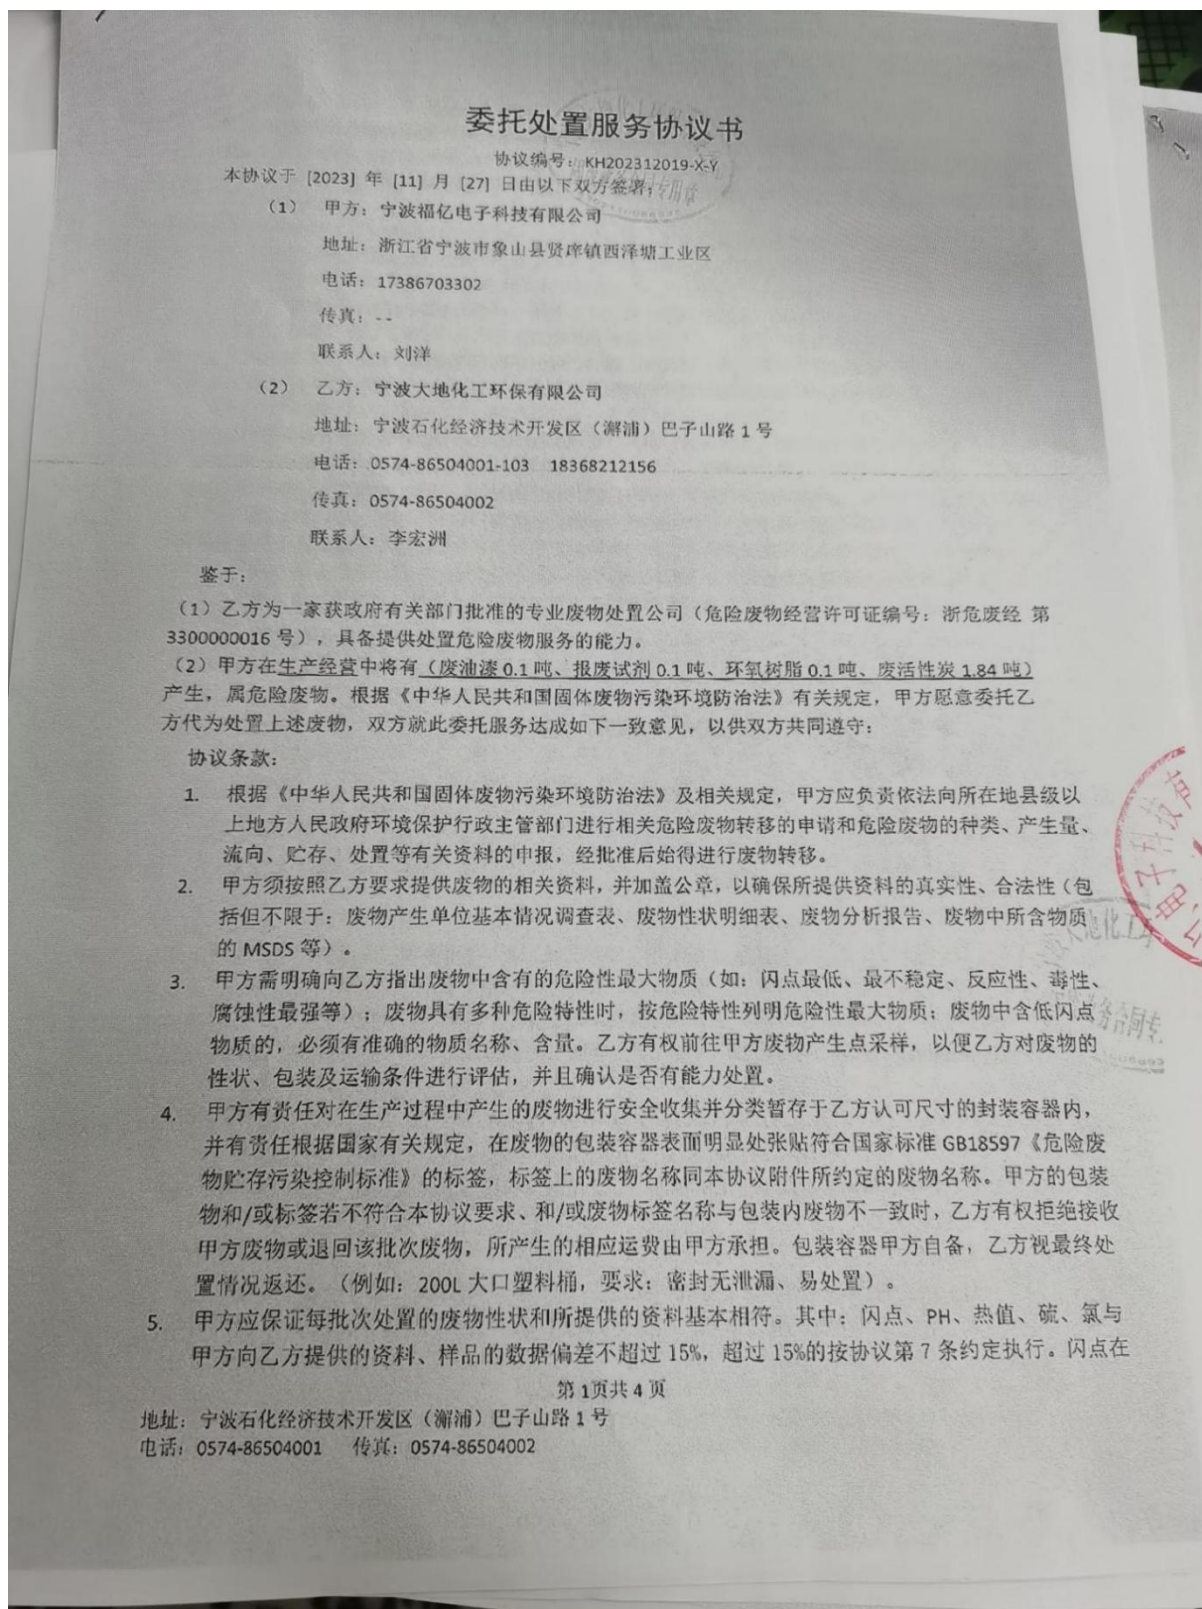 委托处置服务协议书
协议编号：KH202312019-X-Y
本协议于 [2023] 年 [11] 月 [27] 日由以下双方签署；
（1） 甲方：宁波福亿电子科技有限公司
地址：浙江省宁波市象山县贤庠镇西泽塘工业区
电话：17386703302
传真：--
联系人：刘洋
（2） 乙方：宁波大地化工环保有限公司
地址：宁波石化经济技术开发区（澥浦）巴子山路 1 号
电话：0574-86504001-103 18368212156
传真：0574-86504002
联系人：李宏洲
鉴于：
（1）乙方为一家获政府有关部门批准的专业废物处置公司（危险废物经营许可证编号：浙危废经 第
3300000016 号），具备提供处置危险废物服务的能力。
（2）甲方在生产经营中将有（废油漆 0.1 吨、报废试剂 0.1 吨、环氧树脂 0.1 吨、废活性炭 1.84 吨）
产生，属危险废物。根据《中华人民共和国固体废物污染环境防治法》有关规定，甲方愿意委托乙
方代为处置上述废物，双方就此委托服务达成如下一致意见，以供双方共同遵守：
协议条款：
1. 根据《中华人民共和国固体废物污染环境防治法》及相关规定，甲方应负责依法向所在地县级以
上地方人民政府环境保护行政主管部门进行相关危险废物转移的申请和危险废物的种类、产生量、
流向、贮存、处置等有关资料的申报，经批准后始得进行废物转移。
2. 甲方须按照乙方要求提供废物的相关资料，并加盖公章，以确保所提供资料的真实性、合法性（包
括但不限于：废物产生单位基本情况调查表、废物性状明细表、废物分析报告、废物中所含物质
的 MSDS 等）。
3. 甲方需明确向乙方指出废物中含有的危险性最大物质（如：闪点最低、最不稳定、反应性、毒性、
腐蚀性最强等）；废物具有多种危险特性时，按危险特性列明危险性最大物质；废物中含低闪点
物质的，必须有准确的物质名称、含量。乙方有权前往甲方废物产生点采样，以便乙方对废物的
性状、包装及运输条件进行评估，并且确认是否有能力处置。
4. 甲方有责任对在生产过程中产生的废物进行安全收集并分类暂存于乙方认可尺寸的封装容器内，
并有责任根据国家有关规定，在废物的包装容器表面明显处张贴符合国家标准 GB18597《危险废
物贮存污染控制标准》的标签，标签上的废物名称同本协议附件所约定的废物名称。甲方的包装
物和/或标签若不符合本协议要求、和/或废物标签名称与包装内废物不一致时，乙方有权拒绝接收
甲方废物或退回该批次废物，所产生的相应运费由甲方承担。包装容器甲方自备，乙方视最终处
置情况返还。（例如：200L 大口塑料桶，要求：密封无泄漏、易处置）。
5. 甲方应保证每批次处置的废物性状和所提供的资料基本相符。其中：闪点、PH、热值、硫、氯与
甲方向乙方提供的资料、样品的数据偏差不超过 15%，超过 15%的按协议第 7 条约定执行。闪点在
电子科技有
大地化工
务合同专
第 1页共 4 页
地址：宁波石化经济技术开发区（澥浦）巴子山路 1 号
电话：0574-86504001 传真：0574-86504002